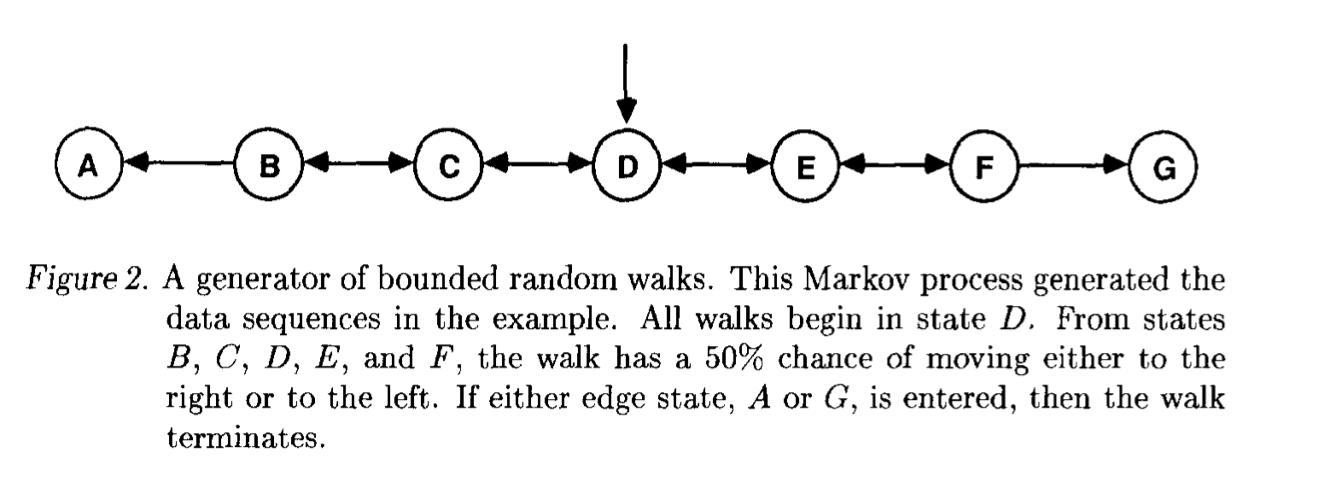 A B C D E F G
Figure 2. A generator of bounded random walks. This Markov process generated the
data sequences in the example. All walks begin in state D. From states
B, C, D, E, and F, the walk has a 50% chance of moving either to the
right or to the left. If either edge state, A or G, is entered, then the walk
terminates.